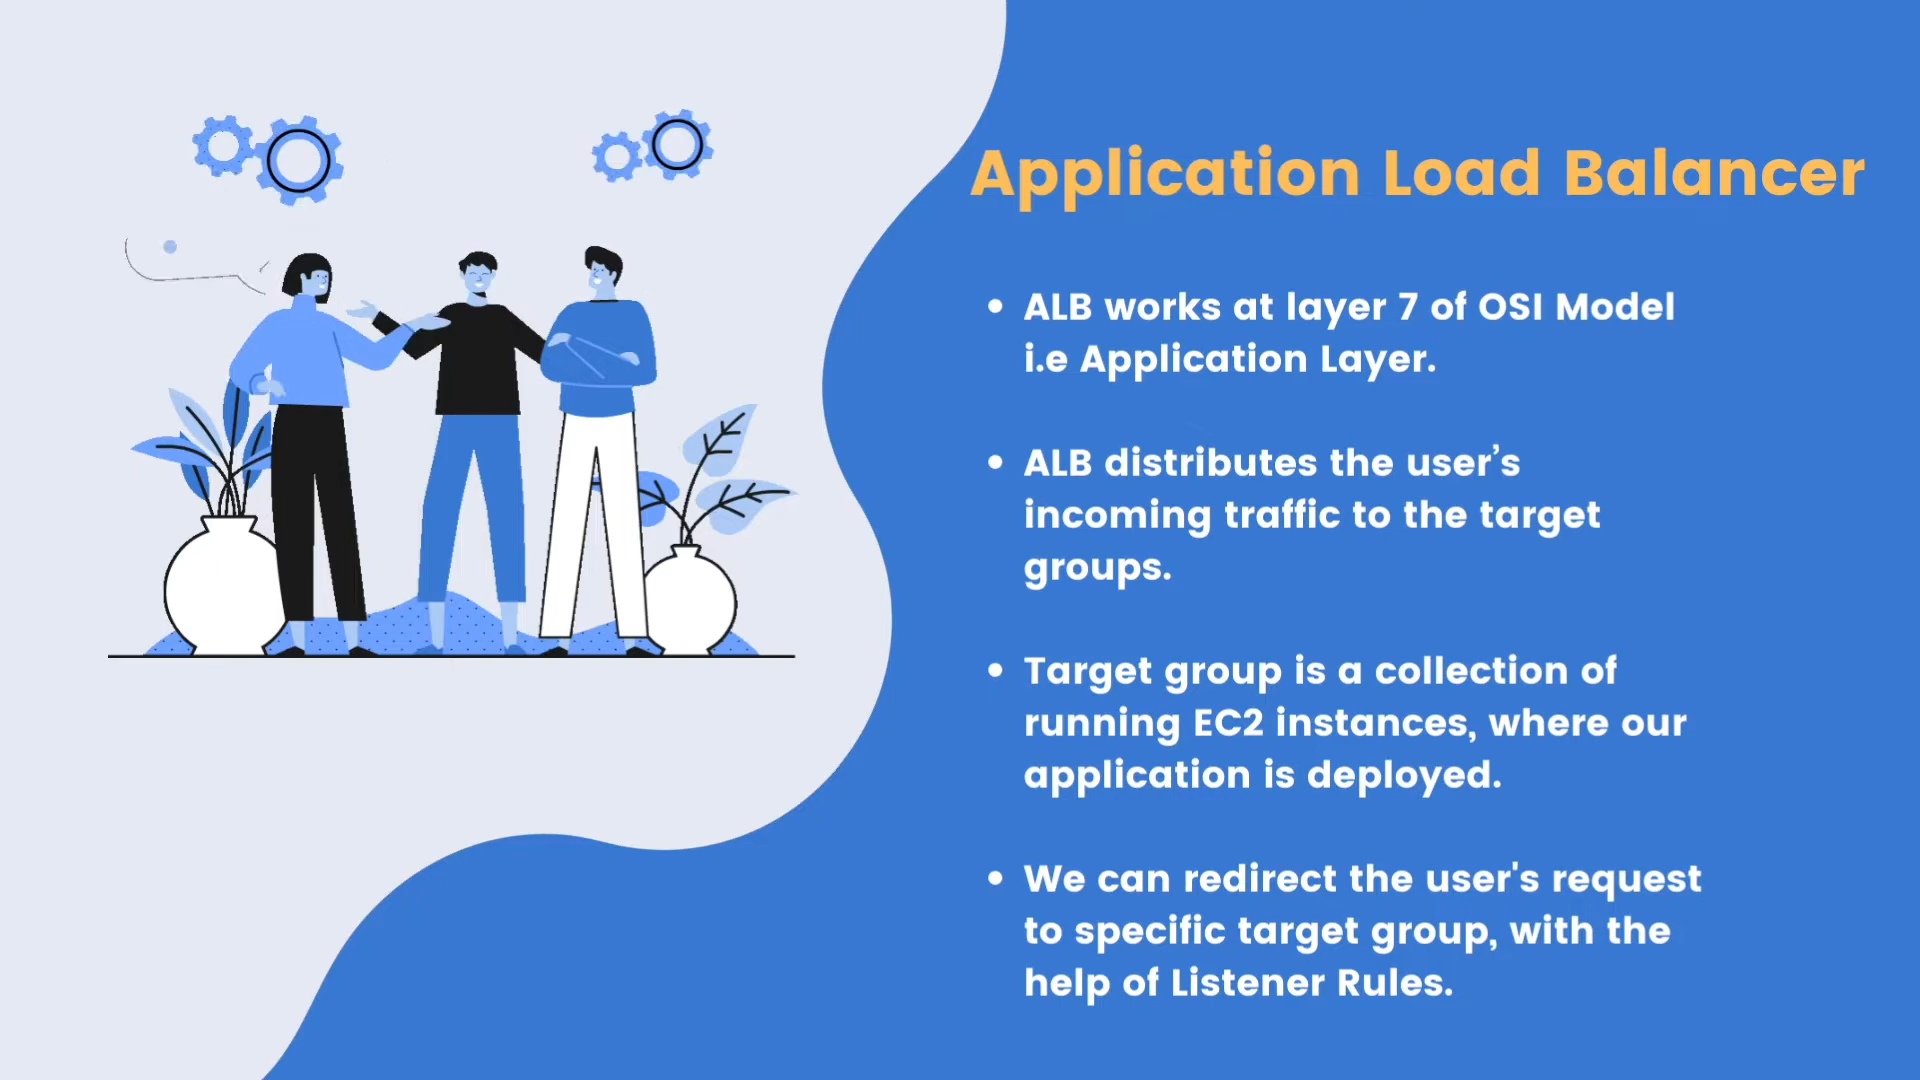 Application Load Balancer
• ALB works at layer 7 of OSI Model
i.e Application Layer.
• ALB distributes the user’s
incoming traffic to the target
groups.
• Target group is a collection of
running EC2 instances, where our
application is deployed.
• We can redirect the user's request
to specific target group, with the
help of Listener Rules.